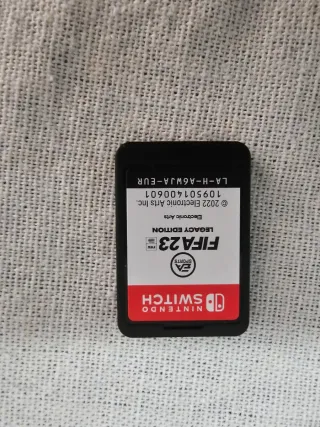 NINTENDO
SWITCH
EA
SPORTS
FIFA 23
LEGACY EDITION
Electronic Arts
© 2022 Electronic Arts Inc.
109501400601
LA-H-A6WJA-EUR